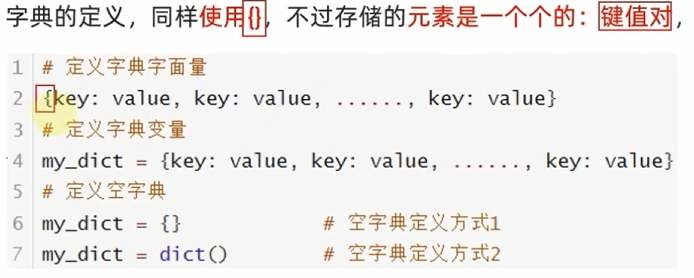 字典的定义，同样使用{}，不过存储的元素是一个个的：键值对，
1 # 定义字典字面量
2 {key: value, key: value, ......, key: value}
3 # 定义字典变量
4 my_dict = {key: value, key: value, ......, key: value}
5 # 定义空字典
6 my_dict = {} # 空字典定义方式1
7 my_dict = dict() # 空字典定义方式2